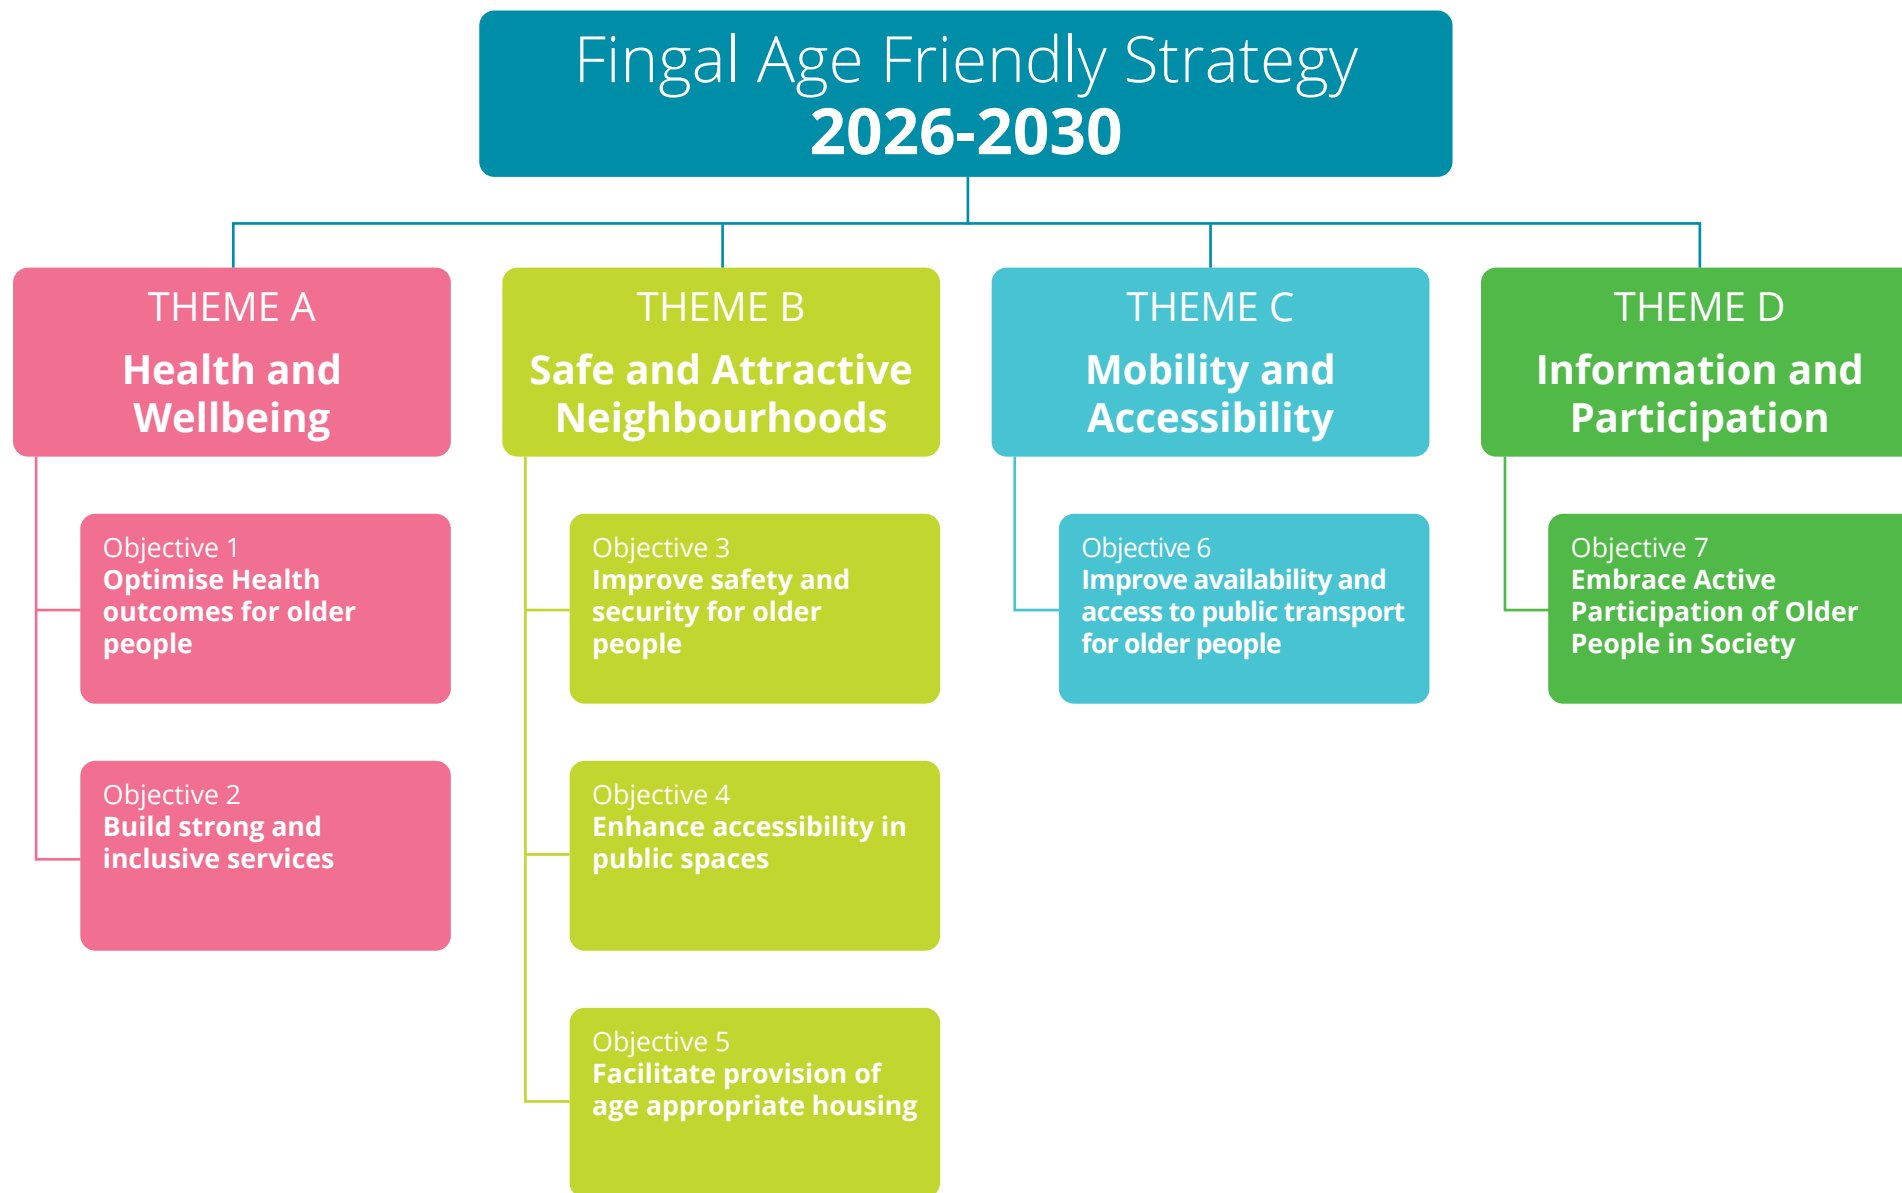 Fingal Age Friendly Strategy
2026-2030
THEME A
Health and
Wellbeing
Objective 1
Optimise Health
outcomes for older
people
Objective 2
Build strong and
inclusive services
THEME B
Safe and Attractive
Neighbourhoods
Objective 3
Improve safety and
security for older
people
Objective 4
Enhance accessibility in
public spaces
Objective 5
Facilitate provision of
age appropriate housing
THEME C
Mobility and
Accessibility
Objective 6
Improve availability and
access to public transport
for older people
THEME D
Information and
Participation
Objective 7
Embrace Active
Participation of Older
People in Society